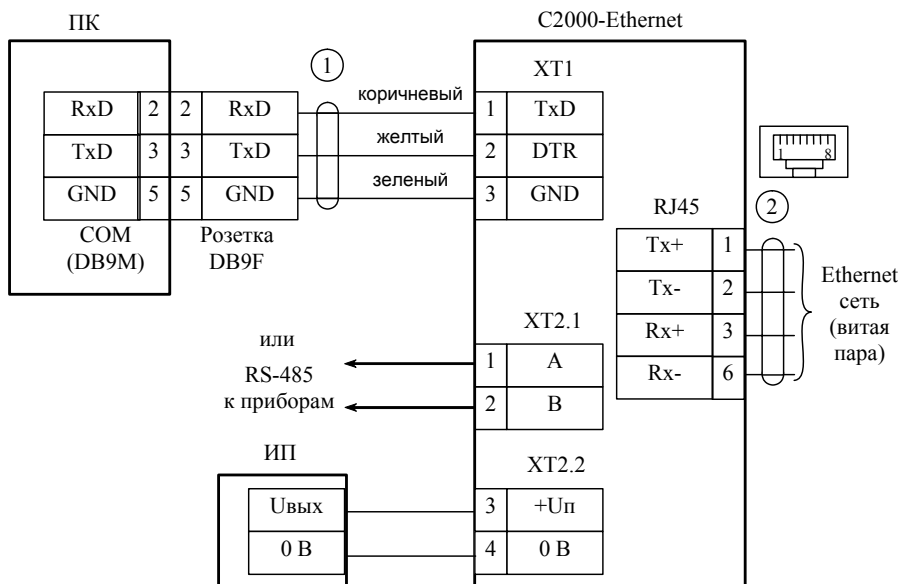 ПК
С2000-Ethernet
1
XT1
RxD 2 2 RxD коричневый 1 TxD
TxD 3 3 TxD желтый 2 DTR
GND 5 5 GND зеленый 3 GND
1 8
COM
(DB9M)
Розетка
DB9F
RJ45
2
Tx+ 1
Tx- 2
Rx+ 3
Rx- 6
Ethernet
сеть
(витая
пара)
XT2.1
или
RS-485
к приборам
1 A
2 B
ИП
XT2.2
Uвых 3 +Uп
0 В 4 0 В